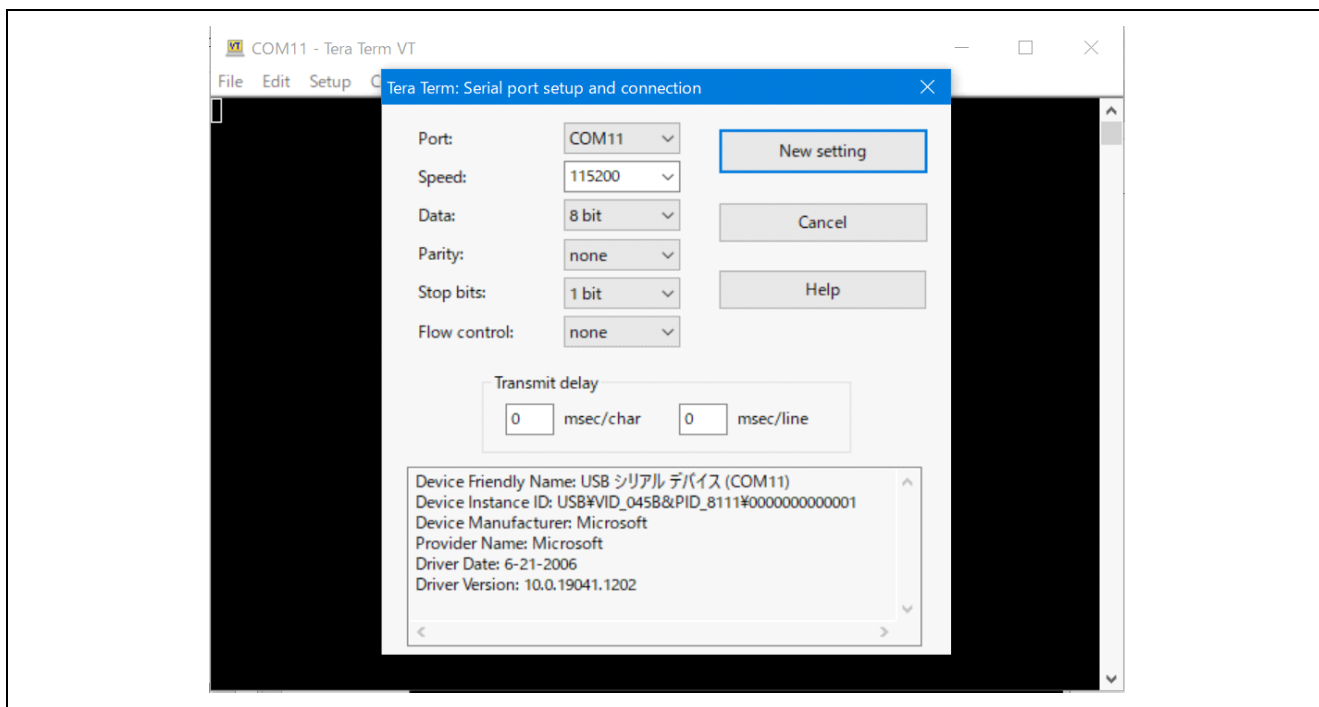 COM11 - Tera Term VT
File Edit Setup C
Tera Term: Serial port setup and connection
Port: COM11 New setting
Speed: 115200
Data: 8 bit Cancel
Parity: none
Stop bits: 1 bit Help
Flow control: none
Transmit delay
0 msec/char 0 msec/line
Device Friendly Name: USB シリアル デバイス (COM11)
Device Instance ID: USB¥VID_045B&PID_8111¥0000000000001
Device Manufacturer: Microsoft
Provider Name: Microsoft
Driver Date: 6-21-2006
Driver Version: 10.0.19041.1202